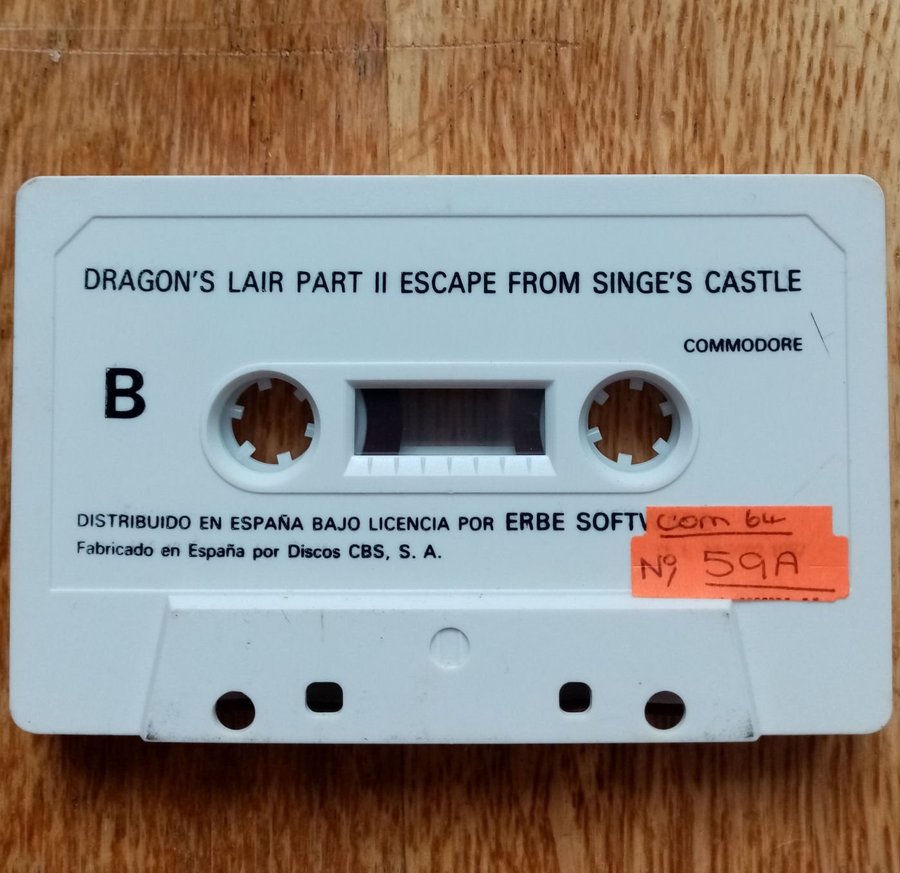 DRAGON'S LAIR PART II ESCAPE FROM SINGE'S CASTLE
COMMODORE
B
DISTRIBUIDO EN ESPAÑA BAJO LICENCIA POR ERBE
Fabricado en España por Discos CBS, S. A.
com 64
Nº 59A